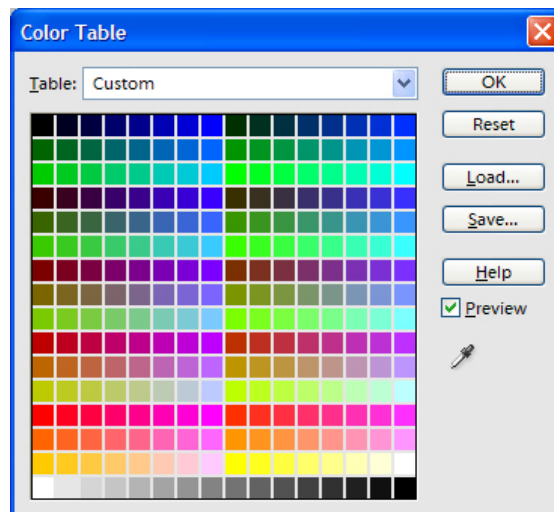 Color Table
Table: Custom
OK
Reset
Load...
Save...
Help
Preview